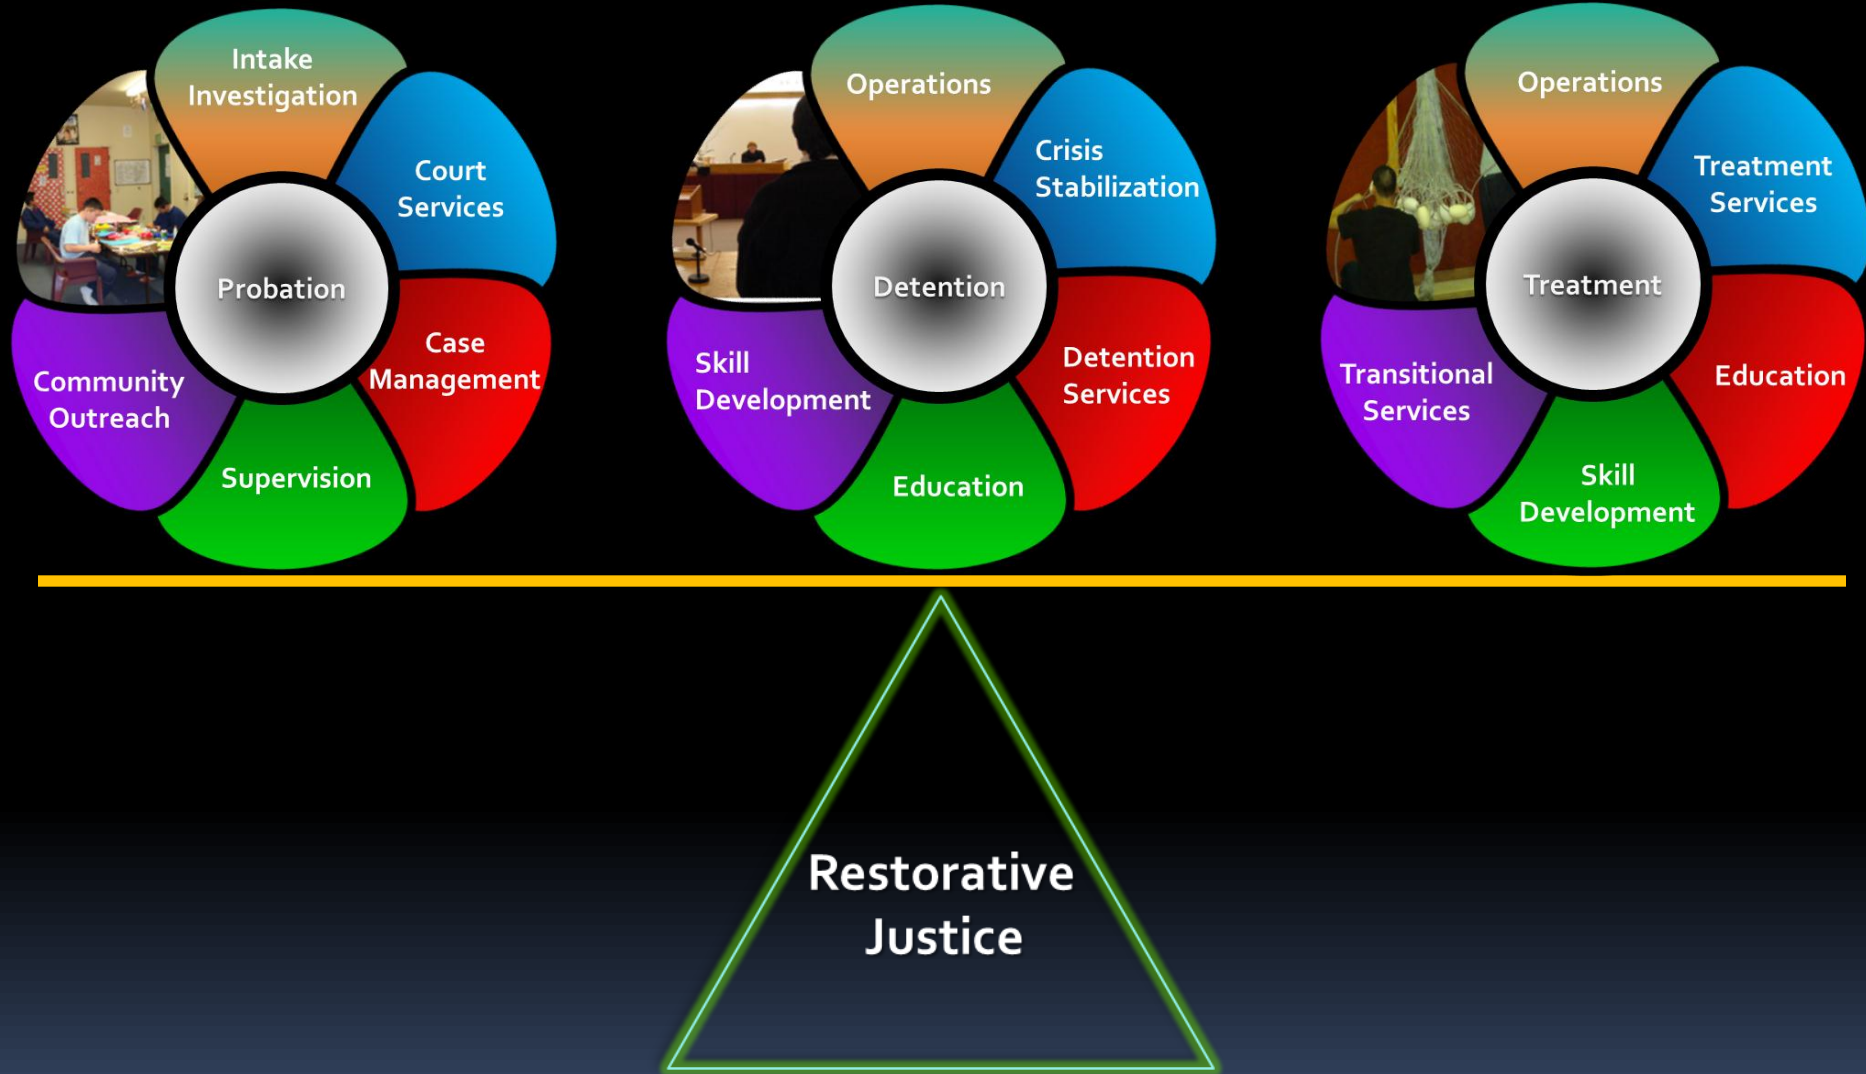 Intake
Investigation
Court
Services
Case
Management
Supervision
Community
Outreach
Probation
Operations
Crisis
Stabilization
Detention
Services
Education
Skill
Development
Detention
Operations
Treatment
Services
Education
Skill
Development
Transitional
Services
Treatment
Restorative
Justice